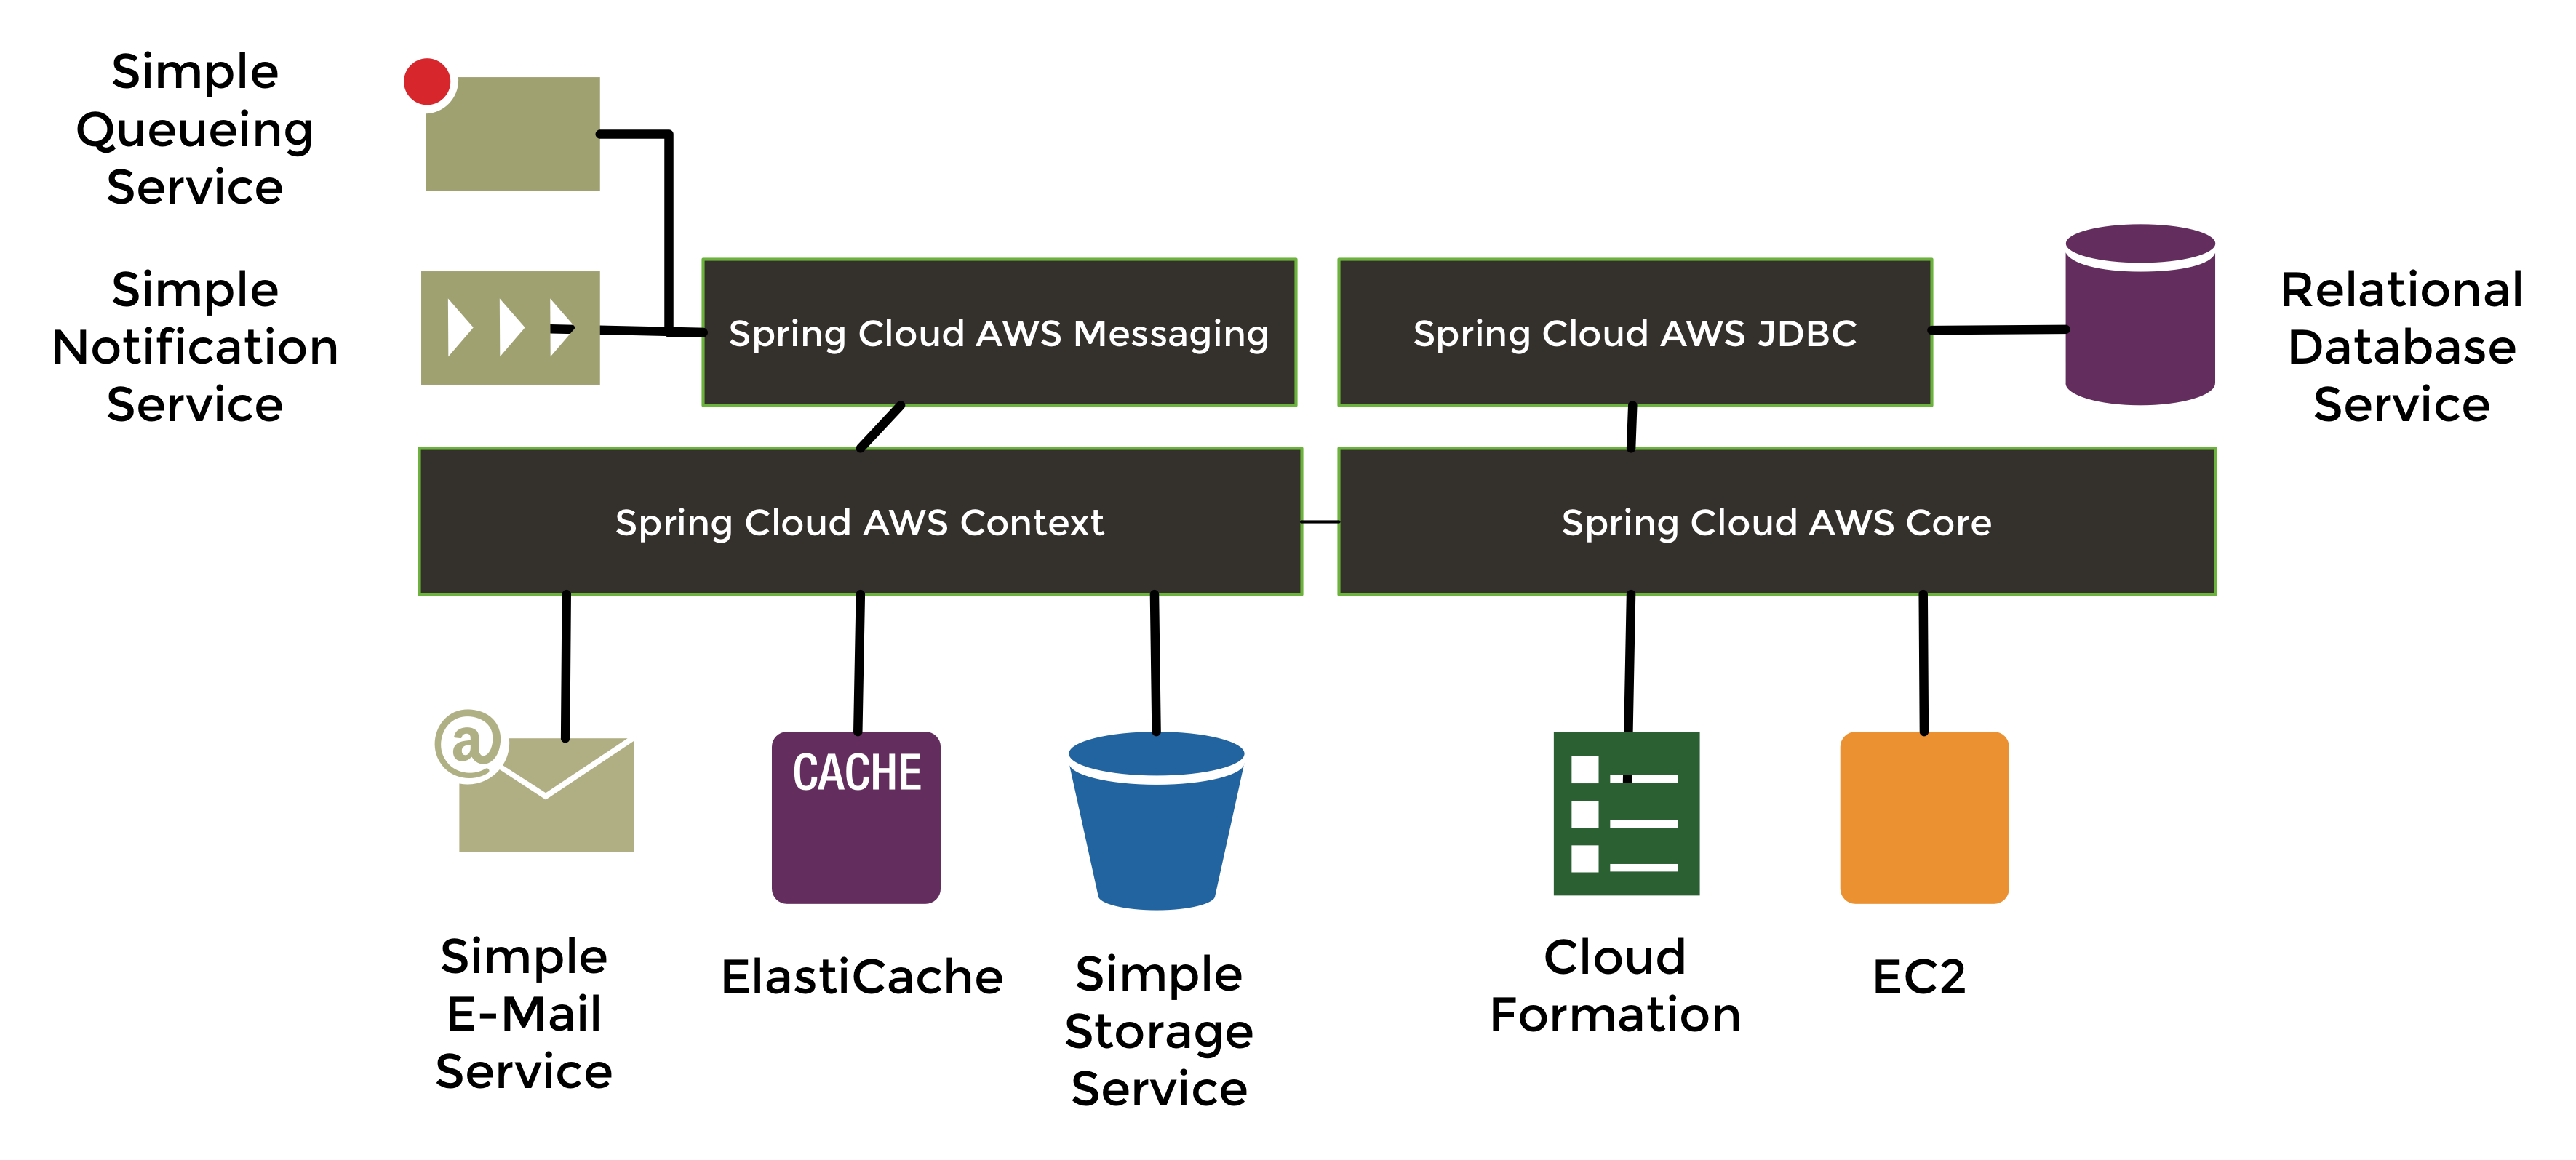 Simple
Queueing
Service
Simple
Notification
Service
Spring Cloud AWS Messaging
Spring Cloud AWS JDBC
Relational
Database
Service
Spring Cloud AWS Context
Spring Cloud AWS Core
@
CACHE
Simple
E-Mail
Service
ElastiCache
Simple
Storage
Service
Cloud
Formation
EC2